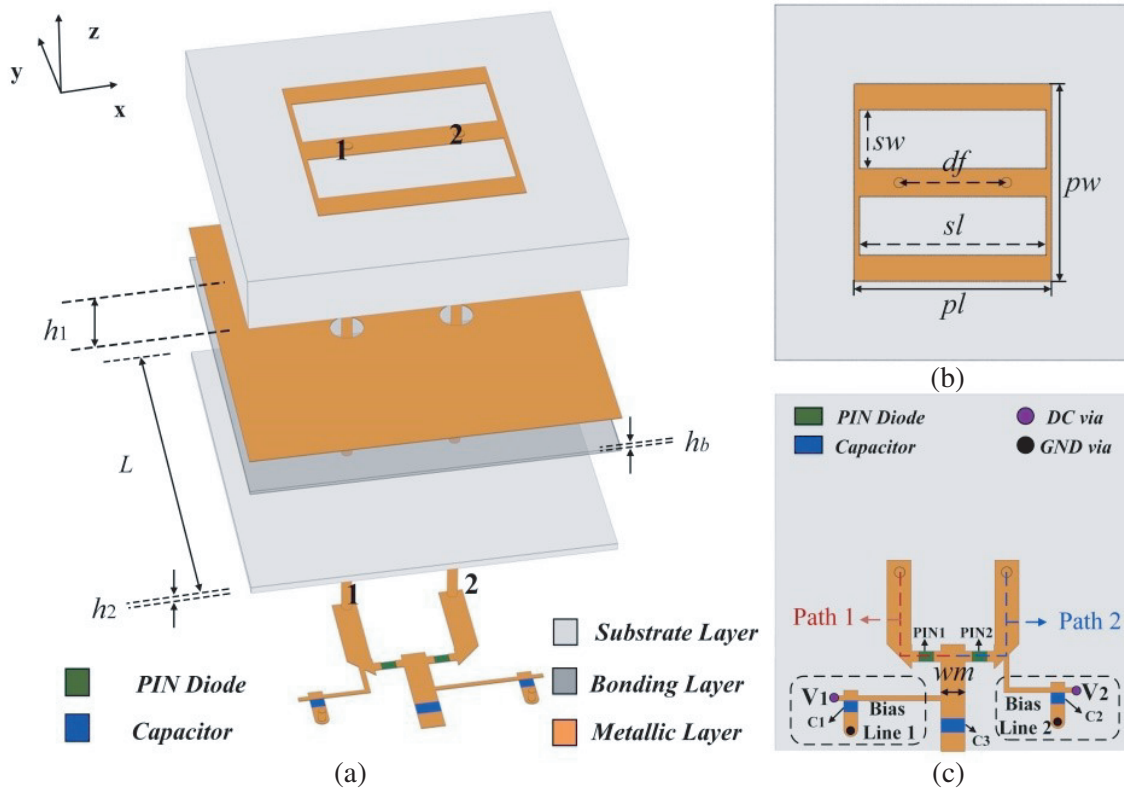 z
y
x
1
2
h1
L
hb
h2
1
2
PIN Diode
Capacitor
Substrate Layer
Bonding Layer
Metallic Layer
(a)
sw
df
pw
sl
pl
(b)
PIN Diode
DC via
Capacitor
GND via
Path 1
PIN1
PIN2
Path 2
wm
V1
V2
C1
Bias
Line 1
C3
Bias
Line 2
C2
(c)